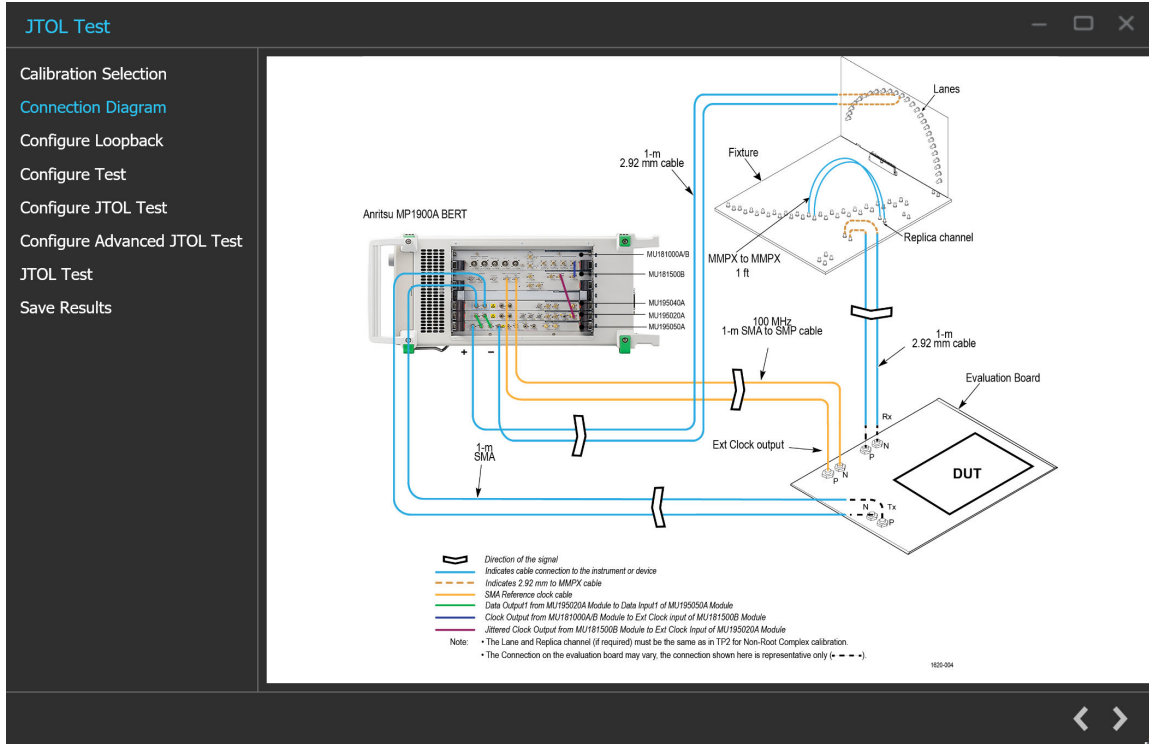 JTOL Test
Calibration Selection
Connection Diagram
Configure Loopback
Configure Test
Configure JTOL Test
Configure Advanced JTOL Test
JTOL Test
Save Results
Lanes
1-m
2.92 mm cable
Fixture
Anritsu MP1900A BERT
Replica channel
MU181000A/B
MMPX to MMPX
1 ft
MU181500B
MU195040A
MU195020A
MU195050A
100 MHz
1-m SMA to SMP cable
1-m
2.92 mm cable
+ −
Evaluation Board
Rx
Ext Clock output
N
P
1-m
SMA
N
P
DUT
N Tx
P
Direction of the signal
Indicates cable connection to the instrument or device
Indicates 2.92 mm to MMPX cable
SMA Reference clock cable
Data Output1 from MU195020A Module to Data Input1 of MU195050A Module
Clock Output from MU181000A/B Module to Ext Clock input of MU181500B Module
Jittered Clock Output from MU181500B Module to Ext Clock Input of MU195020A Module
Note: • The Lane and Replica channel (if required) must be the same as in TP2 for Non-Root Complex calibration.
• The Connection on the evaluation board may vary, the connection shown here is representative only ( ).
1620-004